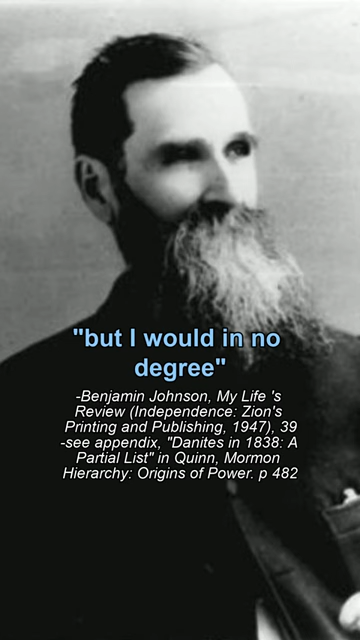 "but I would in no
degree"
-Benjamin Johnson, My Life 's
Review (Independence: Zion's
Printing and Publishing, 1947), 39
-see appendix, "Danites in 1838: A
Partial List" in Quinn, Mormon
Hierarchy: Origins of Power. p 482